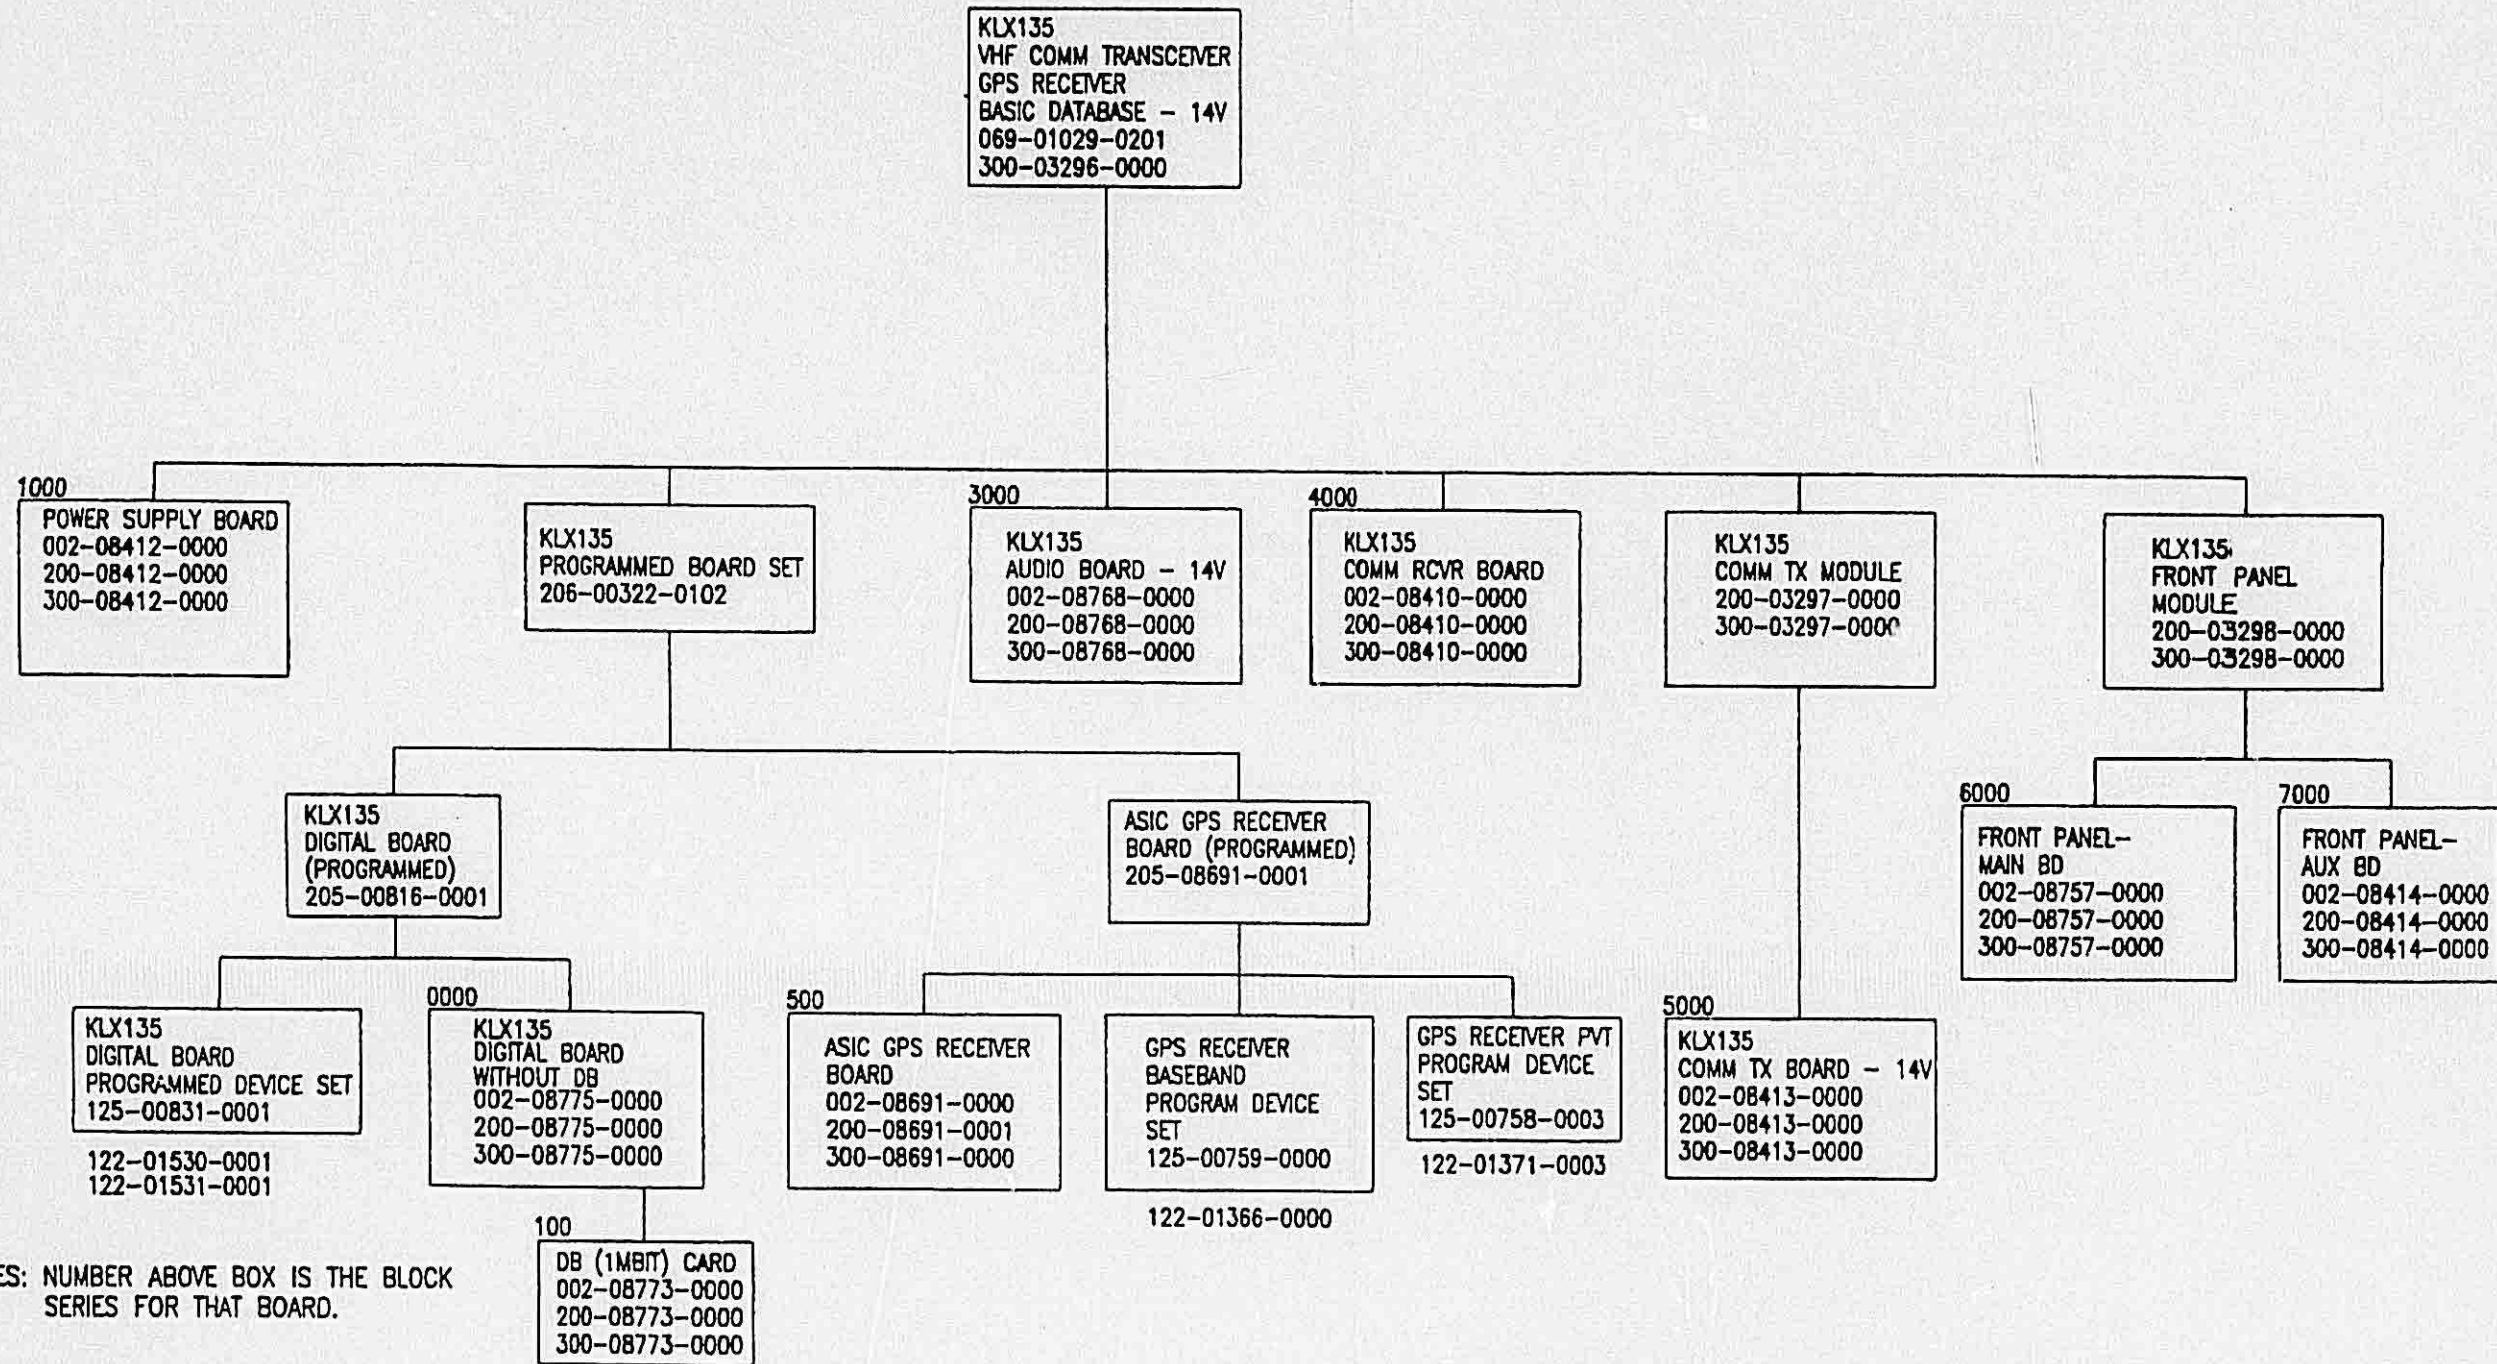 KLX135
VHF COMM TRANSCEIVER
GPS RECEIVER
BASIC DATABASE - 14V
069-01029-0201
300-03296-0000
1000
POWER SUPPLY BOARD
002-08412-0000
200-08412-0000
300-08412-0000
KLX135
PROGRAMMED BOARD SET
206-00322-0102
3000
KLX135
AUDIO BOARD - 14V
002-08768-0000
200-08768-0000
300-08768-0000
4000
KLX135
COMM RCVR BOARD
002-08410-0000
200-08410-0000
300-08410-0000
KLX135
COMM TX MODULE
200-03297-0000
300-03297-0000
KLX135
FRONT PANEL
MODULE
200-03298-0000
300-03298-0000
KLX135
DIGITAL BOARD
(PROGRAMMED)
205-00816-0001
ASIC GPS RECEIVER
BOARD (PROGRAMMED)
205-08691-0001
6000
FRONT PANEL-
MAIN BD
002-08757-0000
200-08757-0000
300-08757-0000
7000
FRONT PANEL-
AUX BD
002-08414-0000
200-08414-0000
300-08414-0000
KLX135
DIGITAL BOARD
PROGRAMMED DEVICE SET
125-00831-0001
122-01530-0001
122-01531-0001
0000
KLX135
DIGITAL BOARD
WITHOUT DB
002-08775-0000
200-08775-0000
300-08775-0000
500
ASIC GPS RECEIVER
BOARD
002-08691-0000
200-08691-0001
300-08691-0000
GPS RECEIVER
BASEBAND
PROGRAM DEVICE
SET
125-00759-0000
122-01366-0000
GPS RECEIVER PVT
PROGRAM DEVICE
SET
125-00758-0003
122-01371-0003
5000
KLX135
COMM TX BOARD - 14V
002-08413-0000
200-08413-0000
300-08413-0000
100
DB (1MBIT) CARD
002-08773-0000
200-08773-0000
300-08773-0000
ES: NUMBER ABOVE BOX IS THE BLOCK
SERIES FOR THAT BOARD.